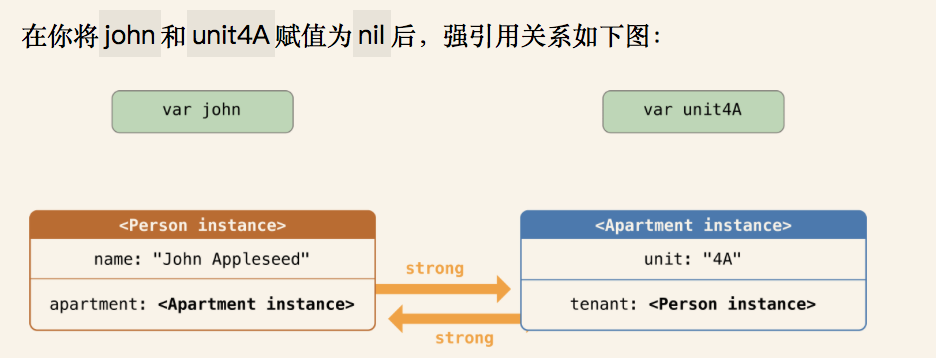 在你将 john 和 unit4A 赋值为 nil 后，强引用关系如下图：
var john
var unit4A
<Person instance>
name: "John Appleseed"
apartment: <Apartment instance>
strong
strong
<Apartment instance>
unit: "4A"
tenant: <Person instance>